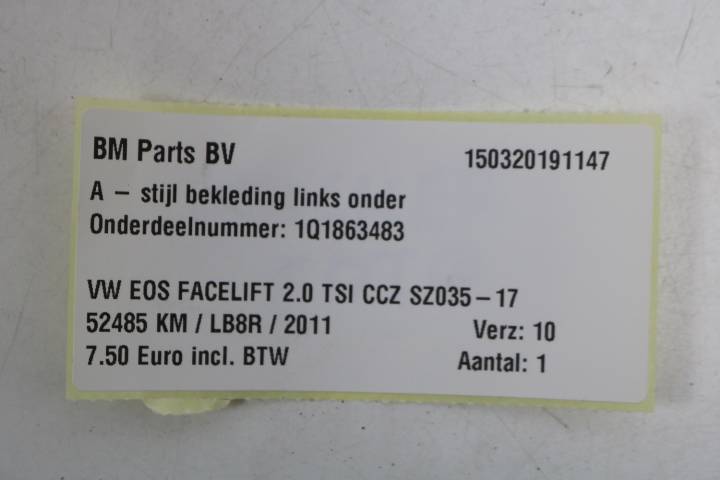 BM Parts BV 150320191147
A – stijl bekleding links onder
Onderdeelnummer: 1Q1863483
VW EOS FACELIFT 2.0 TSI CCZ SZ035–17
52485 KM / LB8R / 2011 Verz: 10
7.50 Euro incl. BTW Aantal: 1